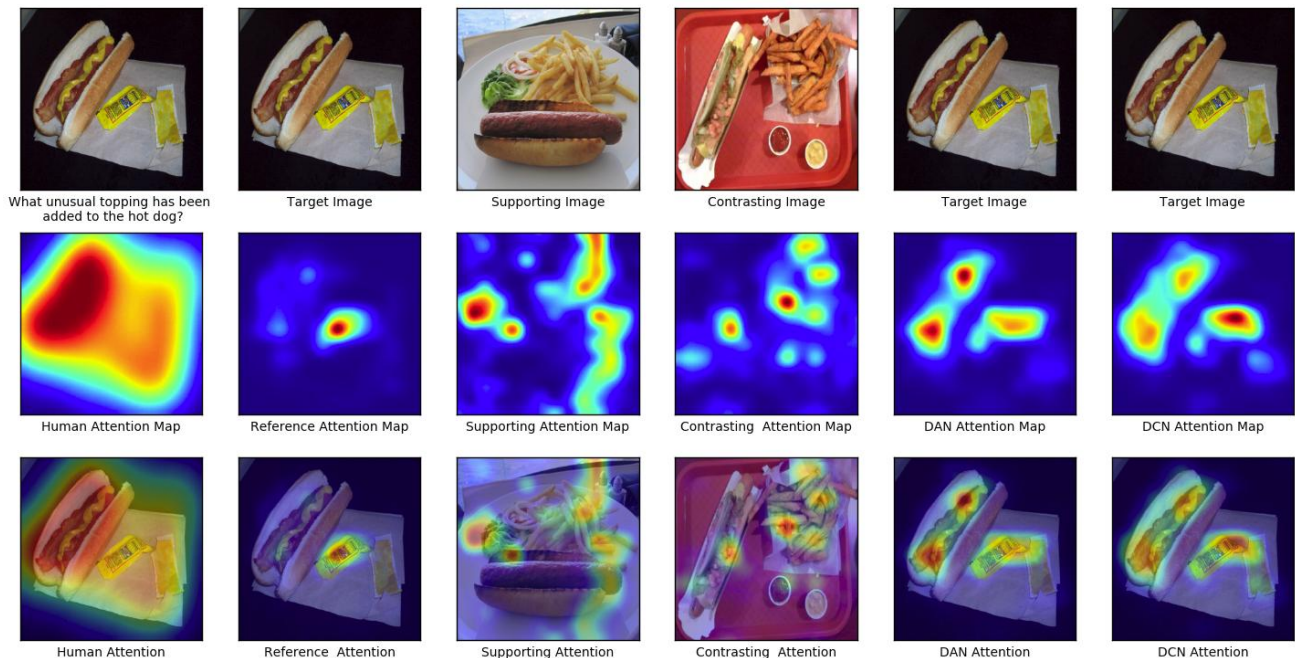 What unusual topping has been
added to the hot dog?
Target Image
Supporting Image
Contrasting Image
Target Image
Target Image
Human Attention Map
Reference Attention Map
Supporting Attention Map
Contrasting  Attention Map
DAN Attention Map
DCN Attention Map
Human Attention
Reference  Attention
Supporting Attention
Contrasting  Attention
DAN Attention
DCN Attention